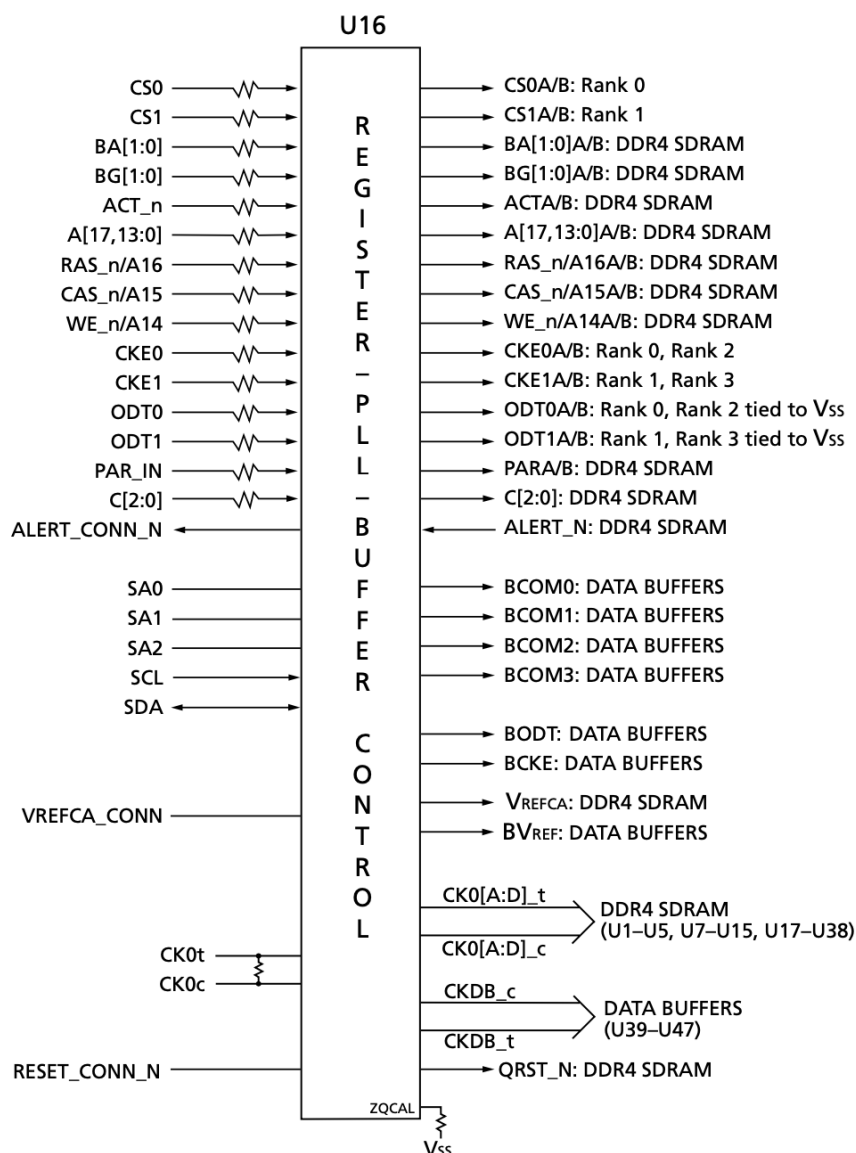 U16
CS0 CS0A/B: Rank 0
CS1 CS1A/B: Rank 1
BA[1:0] BA[1:0]A/B: DDR4 SDRAM
BG[1:0] BG[1:0]A/B: DDR4 SDRAM
ACT_n ACTA/B: DDR4 SDRAM
A[17,13:0] A[17,13:0]A/B: DDR4 SDRAM
RAS_n/A16 RAS_n/A16A/B: DDR4 SDRAM
CAS_n/A15 CAS_n/A15A/B: DDR4 SDRAM
WE_n/A14 WE_n/A14A/B: DDR4 SDRAM
CKE0 CKE0A/B: Rank 0, Rank 2
CKE1 CKE1A/B: Rank 1, Rank 3
ODT0 ODT0A/B: Rank 0, Rank 2 tied to VSS
ODT1 ODT1A/B: Rank 1, Rank 3 tied to VSS
PAR_IN PARA/B: DDR4 SDRAM
C[2:0] C[2:0]: DDR4 SDRAM
ALERT_CONN_N ALERT_N: DDR4 SDRAM
SA0 BCOM0: DATA BUFFERS
SA1 BCOM1: DATA BUFFERS
SA2 BCOM2: DATA BUFFERS
SCL BCOM3: DATA BUFFERS
SDA
BODT: DATA BUFFERS
BCKE: DATA BUFFERS
VREFCA_CONN VREFCA: DDR4 SDRAM
BVREF: DATA BUFFERS
REGISTER–PLL–BUFFER CONTROL
CK0[A:D]_t
DDR4 SDRAM
(U1–U5, U7–U15, U17–U38)
CK0[A:D]_c
CK0t
CK0c
CKDB_c
DATA BUFFERS
(U39–U47)
CKDB_t
RESET_CONN_N QRST_N: DDR4 SDRAM
ZQCAL
VSS